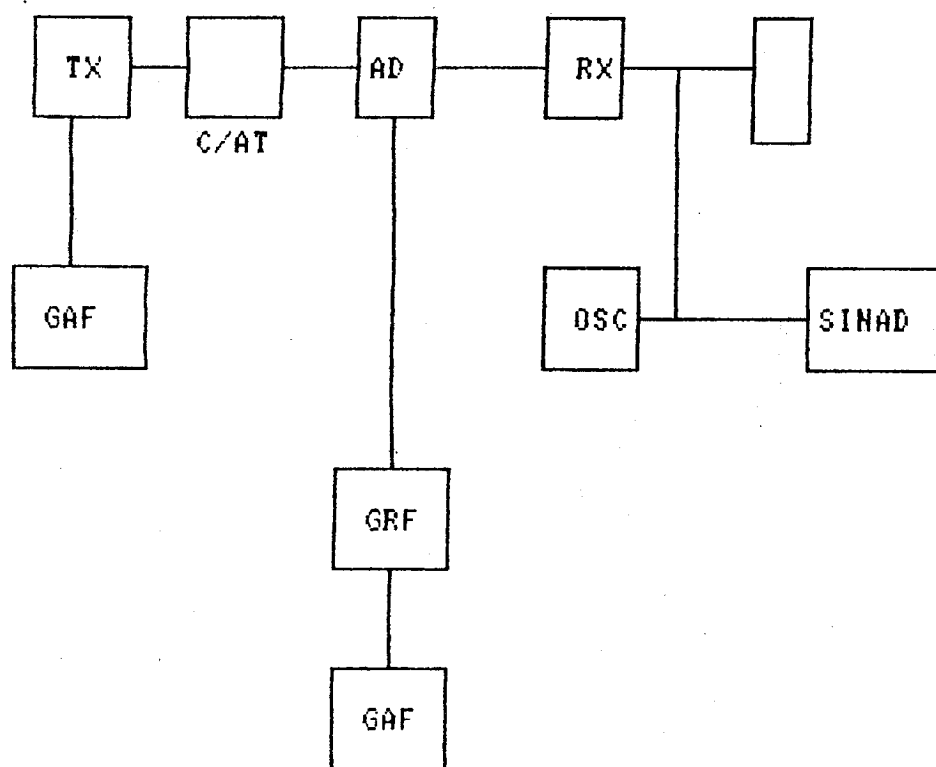 TX
AD
RX
C/AT
GAF
OSC
SINAD
GRF
GAF